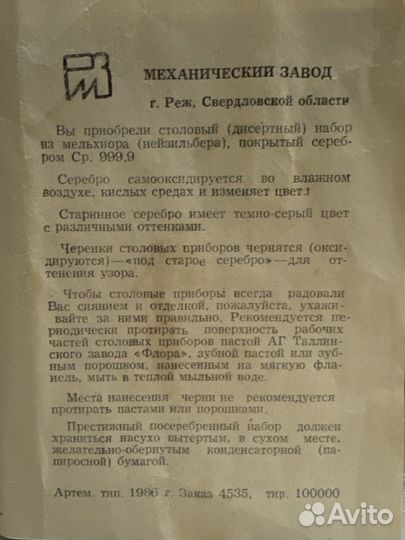 МЕХАНИЧЕСКИЙ ЗАВОД
г. Реж, Свердловской области
Вы приобрели столовый (дисертный) набор
из мельхиора (нейзильбера), покрытый сереб-
ром Ср. 999,9
Серебро самооксидируется во влажном
воздухе, кислых средах и изменяет цвет.
Старинное серебро имеет темно-серый цвет
с различными оттенками.
Черенки столовых приборов чернятся (окси-
дируются)—«под старое серебро»—для от-
тенения узора.
Чтобы столовые приборы всегда радовали
Вас сиянием и отделкой, пожалуйста, ухажи-
вайте за ними правильно. Рекомендуется пе-
риодически протирать поверхность рабочих
частей столовых приборов пастой АГ Таллин-
ского завода «Флора», зубной пастой или зуб-
ным порошком, нанесенным на мягкую фла-
нель, мыть в теплой мыльной воде.
Места нанесения черни не рекомендуется
протирать пастами или порошками.
Престижный посеребренный набор должен
храниться насухо вытертым, в сухом месте,
желательно-обернутым конденсаторной (па-
пиросной) бумагой.
Артем. тип. 1986 г. Заказ 4535, тир. 100000
Avito